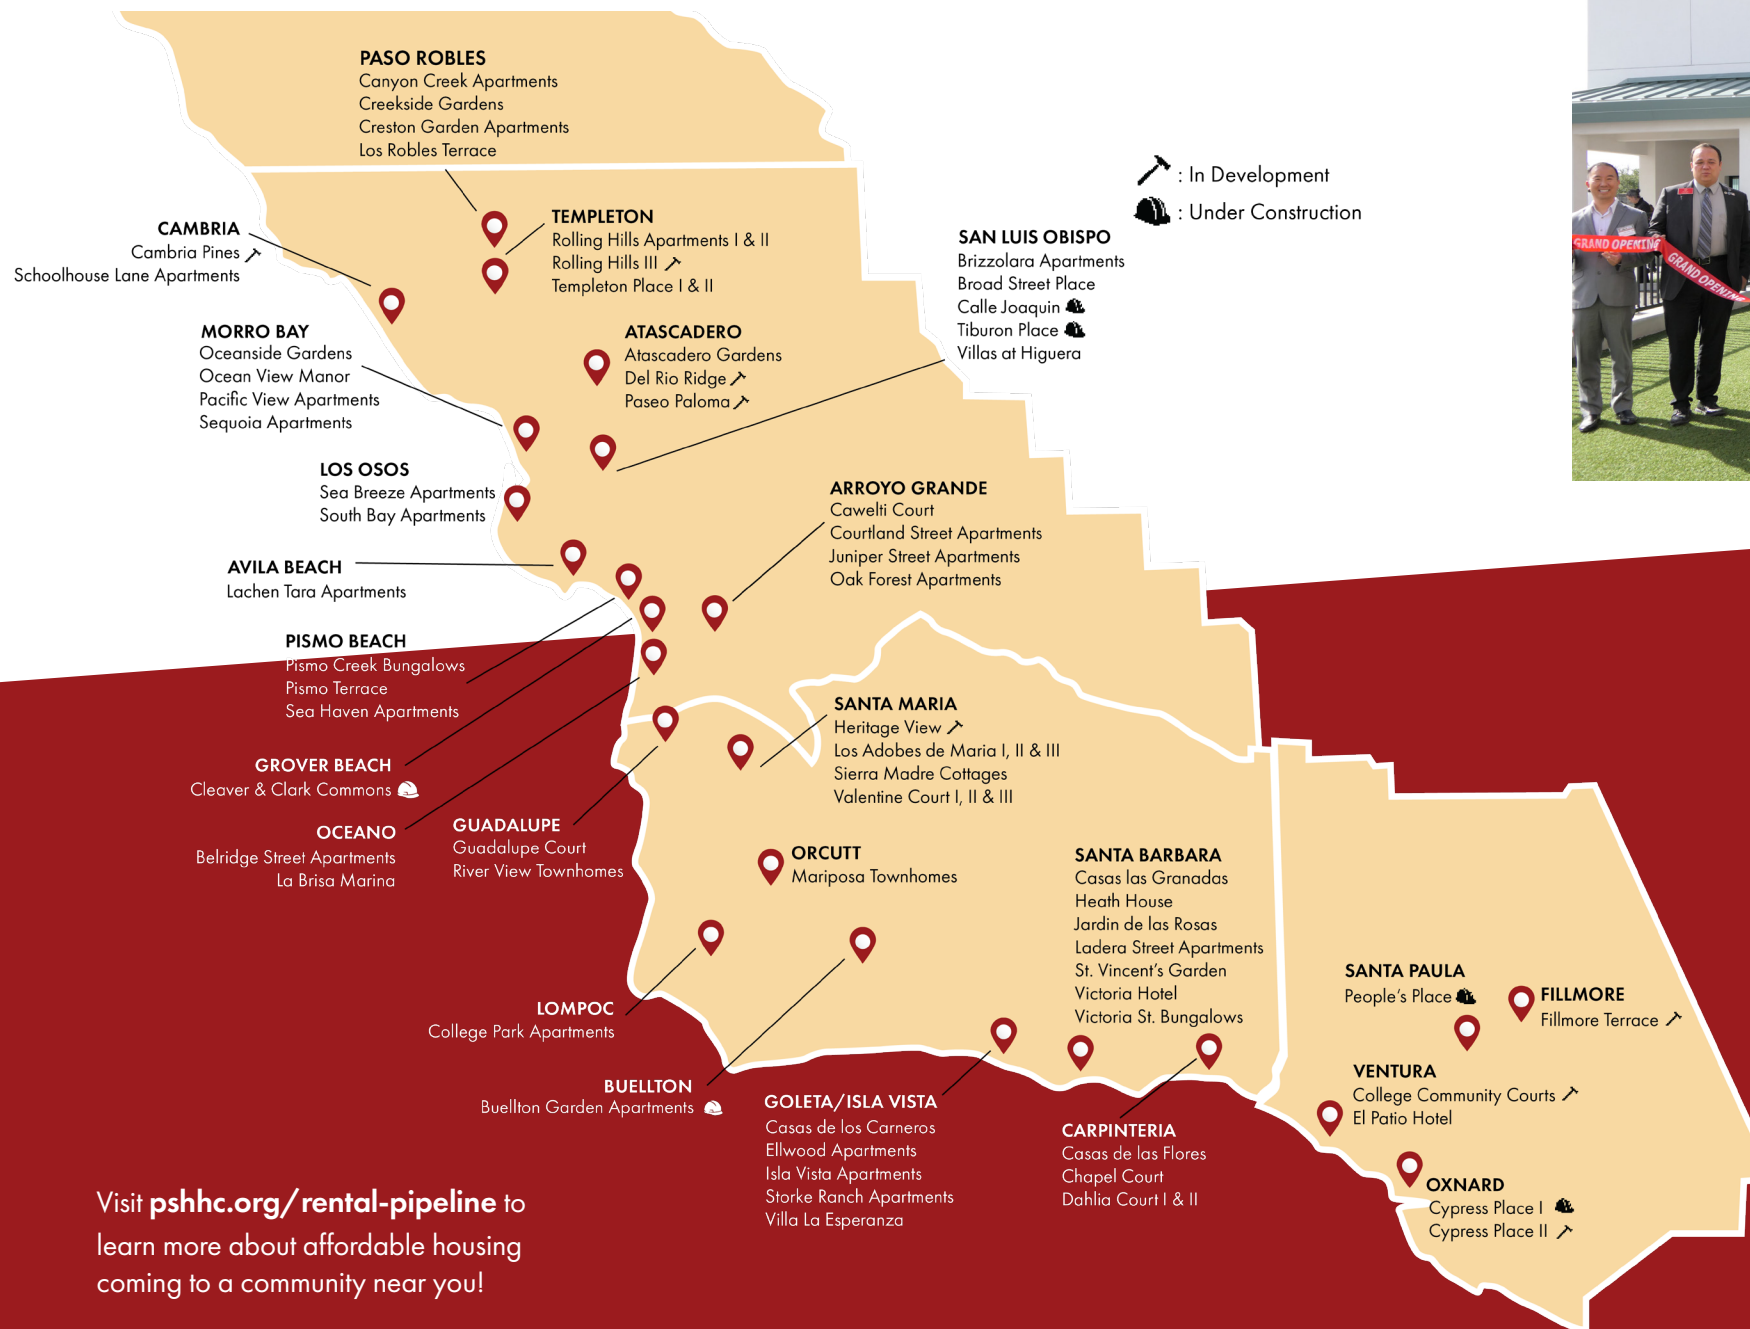 PASO ROBLES
Canyon Creek Apartments
Creekside Gardens
Creston Garden Apartments
Los Robles Terrace
: In Development
: Under Construction
GRAND OPENING
GRAND OPENING
CAMBRIA
Cambria Pines
Schoolhouse Lane Apartments
TEMPLETON
Rolling Hills Apartments I & II
Rolling Hills III
Templeton Place I & II
SAN LUIS OBISPO
Brizzolara Apartments
Broad Street Place
Calle Joaquin
Tiburon Place
Villas at Higuera
MORRO BAY
Oceanside Gardens
Ocean View Manor
Pacific View Apartments
Sequoia Apartments
ATASCADERO
Atascadero Gardens
Del Rio Ridge
Paseo Paloma
LOS OSOS
Sea Breeze Apartments
South Bay Apartments
ARROYO GRANDE
Cawelti Court
Courtland Street Apartments
Juniper Street Apartments
Oak Forest Apartments
AVILA BEACH
Lachen Tara Apartments
PISMO BEACH
Pismo Creek Bungalows
Pismo Terrace
Sea Haven Apartments
SANTA MARIA
Heritage View
Los Adobes de Maria I, II & III
Sierra Madre Cottages
Valentine Court I, II & III
GROVER BEACH
Cleaver & Clark Commons
OCEANO
Belridge Street Apartments
La Brisa Marina
GUADALUPE
Guadalupe Court
River View Townhomes
ORCUTT
Mariposa Townhomes
SANTA BARBARA
Casas las Granadas
Heath House
Jardin de las Rosas
Ladera Street Apartments
St. Vincent's Garden
Victoria Hotel
Victoria St. Bungalows
SANTA PAULA
People's Place
FILLMORE
Fillmore Terrace
LOMPOC
College Park Apartments
VENTURA
College Community Courts
El Patio Hotel
BUELLTON
Buellton Garden Apartments
GOLETA/ISLA VISTA
Casas de los Carneros
Ellwood Apartments
Isla Vista Apartments
Storke Ranch Apartments
Villa La Esperanza
CARPINTERIA
Casas de las Flores
Chapel Court
Dahlia Court I & II
OXNARD
Cypress Place I
Cypress Place II
Visit pshhc.org/rental-pipeline to
learn more about affordable housing
coming to a community near you!